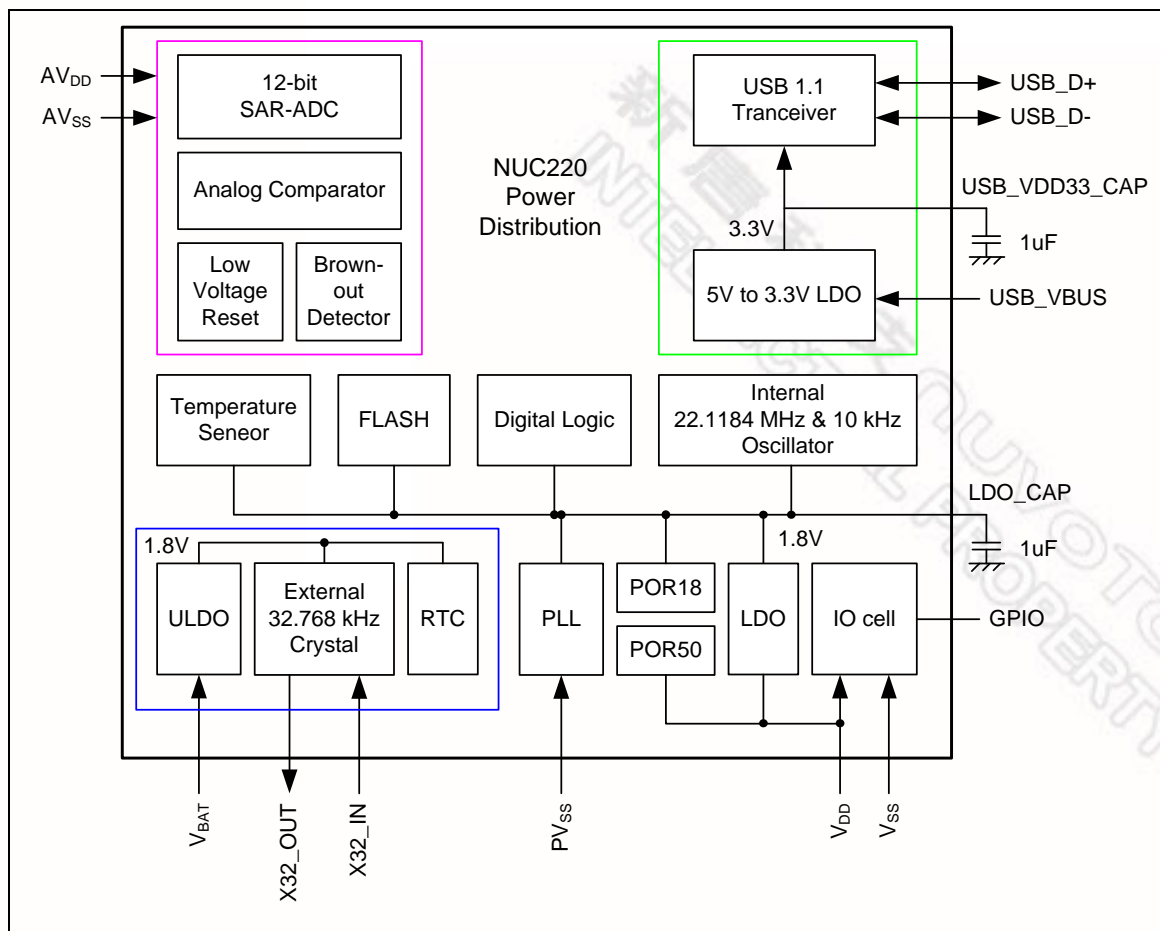 AVDD
AVSS
12-bit
SAR-ADC
Analog Comparator
Low
Voltage
Reset
Brown-
out
Detector
NUC220
Power
Distribution
USB 1.1
Tranceiver
USB_D+
USB_D-
USB_VDD33_CAP
3.3V
1uF
5V to 3.3V LDO
USB_VBUS
Temperature
Seneor
FLASH
Digital Logic
Internal
22.1184 MHz & 10 kHz
Oscillator
LDO_CAP
1uF
1.8V
ULDO
External
32.768 kHz
Crystal
RTC
PLL
POR18
POR50
1.8V
LDO
IO cell
GPIO
VBAT
X32_OUT
X32_IN
PVSS
VDD
VSS